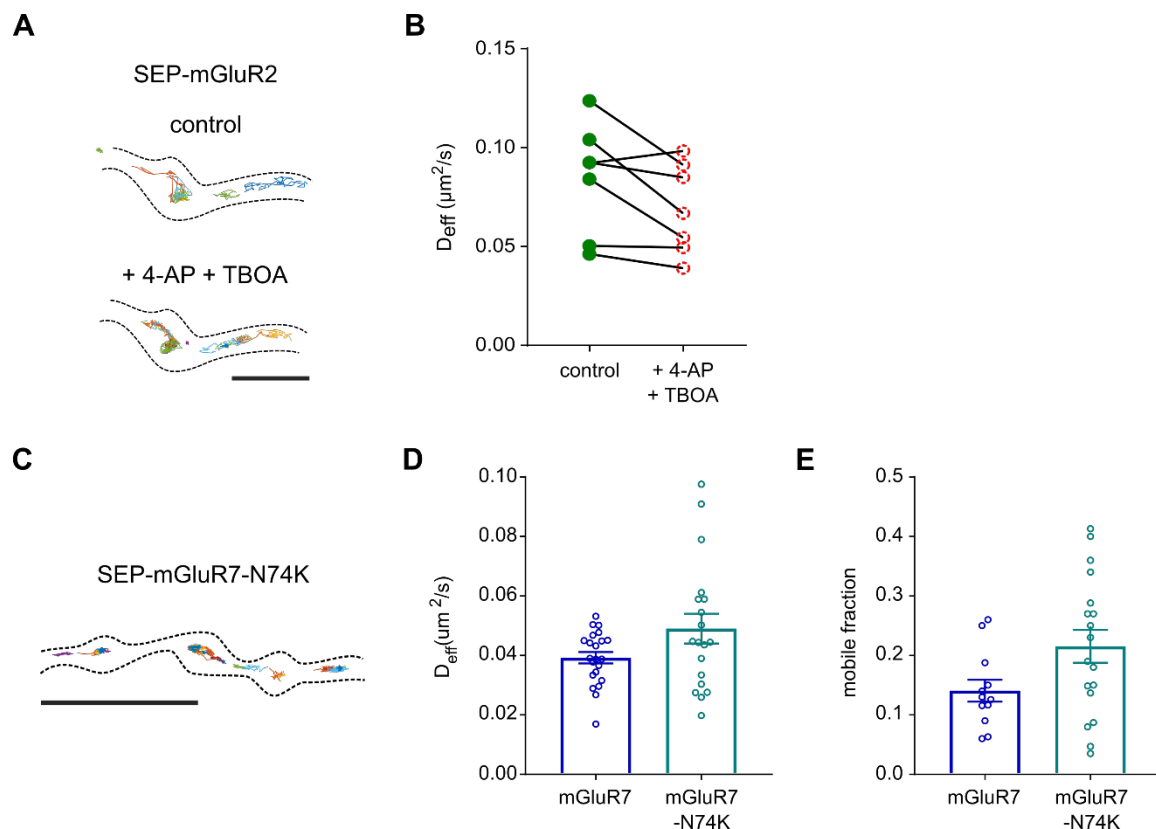 A
SEP-mGluR2
control
+ 4-AP + TBOA
B
0.15
0.10
0.05
0.00
Deff (µm²/s)
control
+ 4-AP
+ TBOA
C
SEP-mGluR7-N74K
D
0.10
0.08
0.06
0.04
0.02
0.00
Deff(um ²/s)
mGluR7
mGluR7
-N74K
E
0.5
0.4
0.3
0.2
0.1
0.0
mobile fraction
mGluR7
mGluR7
-N74K